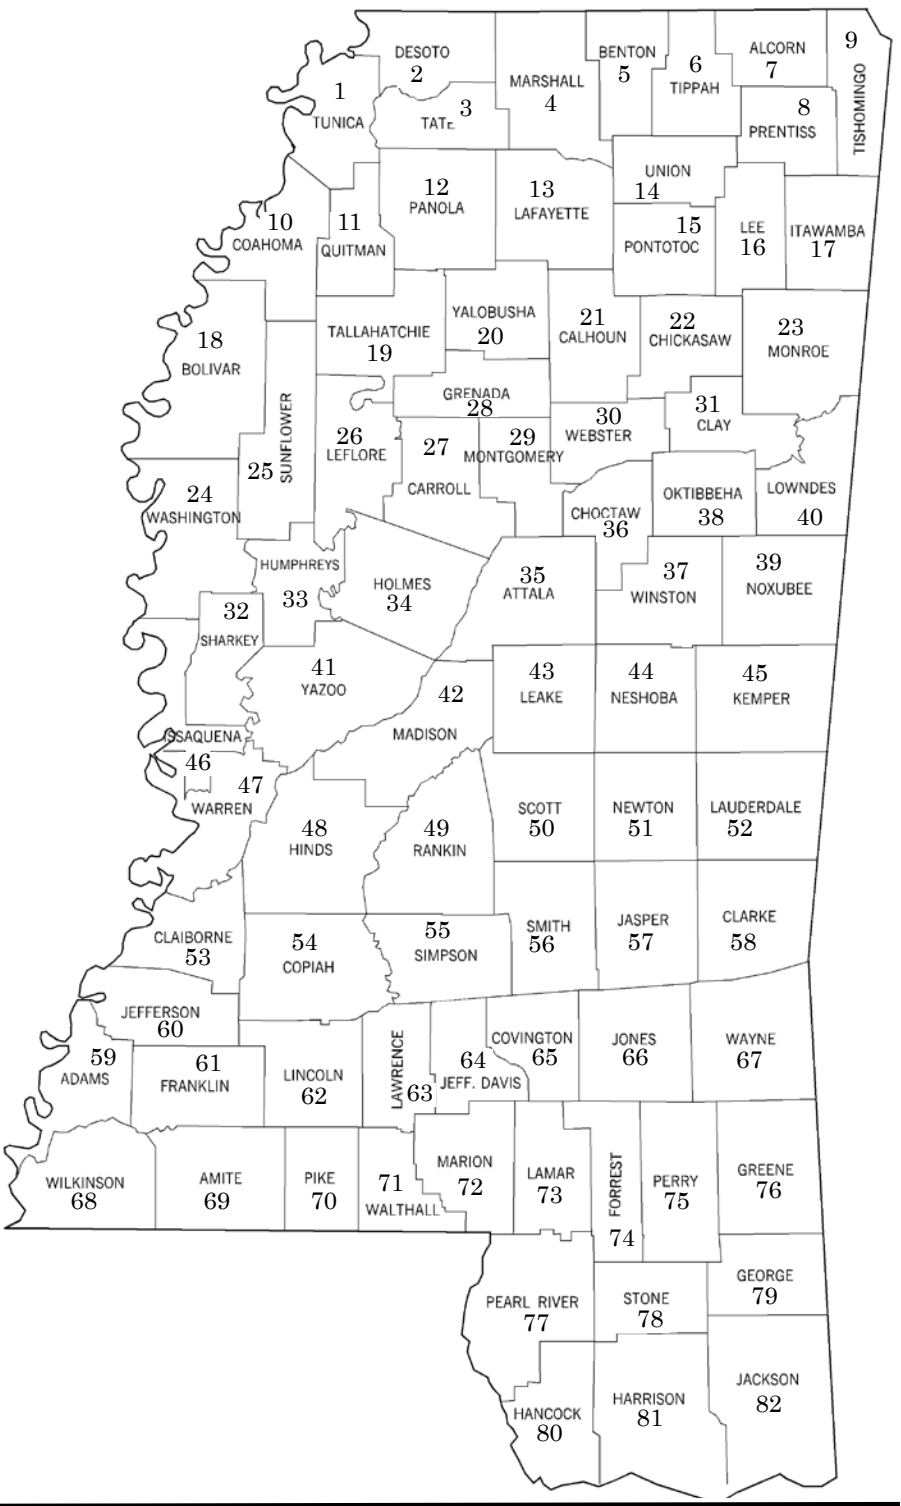 DESOTO
2
BENTON
5
6
TIPPAH
ALCORN
7
9
TISHOMINGO
1
TUNICA
3
TATE
MARSHALL
4
8
PRENTISS
10
COAHOMA
11
QUITMAN
12
PANOLA
13
LAFAYETTE
UNION
14
15
PONTOTOC
LEE
16
ITAWAMBA
17
18
BOLIVAR
TALLAHATCHIE
19
YALOBUSHA
20
21
CALHOUN
22
CHICKASAW
23
MONROE
24
WASHINGTON
25
SUNFLOWER
26
LEFLORE
27
CARROLL
GRENADA
28
29
MONTGOMERY
30
WEBSTER
31
CLAY
32
SHARKEY
HUMPHREYS
33
HOLMES
34
35
ATTALA
CHOCTAW
36
37
WINSTON
OKTIBBEHA
38
39
NOXUBEE
LOWNDES
40
41
YAZOO
42
MADISON
43
LEAKE
44
NESHOBA
45
KEMPER
ISSAQUENA
46
47
WARREN
48
HINDS
49
RANKIN
SCOTT
50
NEWTON
51
LAUDERDALE
52
CLAIBORNE
53
54
COPIAH
55
SIMPSON
SMITH
56
JASPER
57
CLARKE
58
59
ADAMS
JEFFERSON
60
61
FRANKLIN
LINCOLN
62
LAWRENCE
63
64
JEFF. DAVIS
COVINGTON
65
JONES
66
WAYNE
67
WILKINSON
68
AMITE
69
PIKE
70
71
WALTHALL
MARION
72
LAMAR
73
FORREST
74
PERRY
75
GREENE
76
PEARL RIVER
77
STONE
78
GEORGE
79
HANCOCK
80
HARRISON
81
JACKSON
82